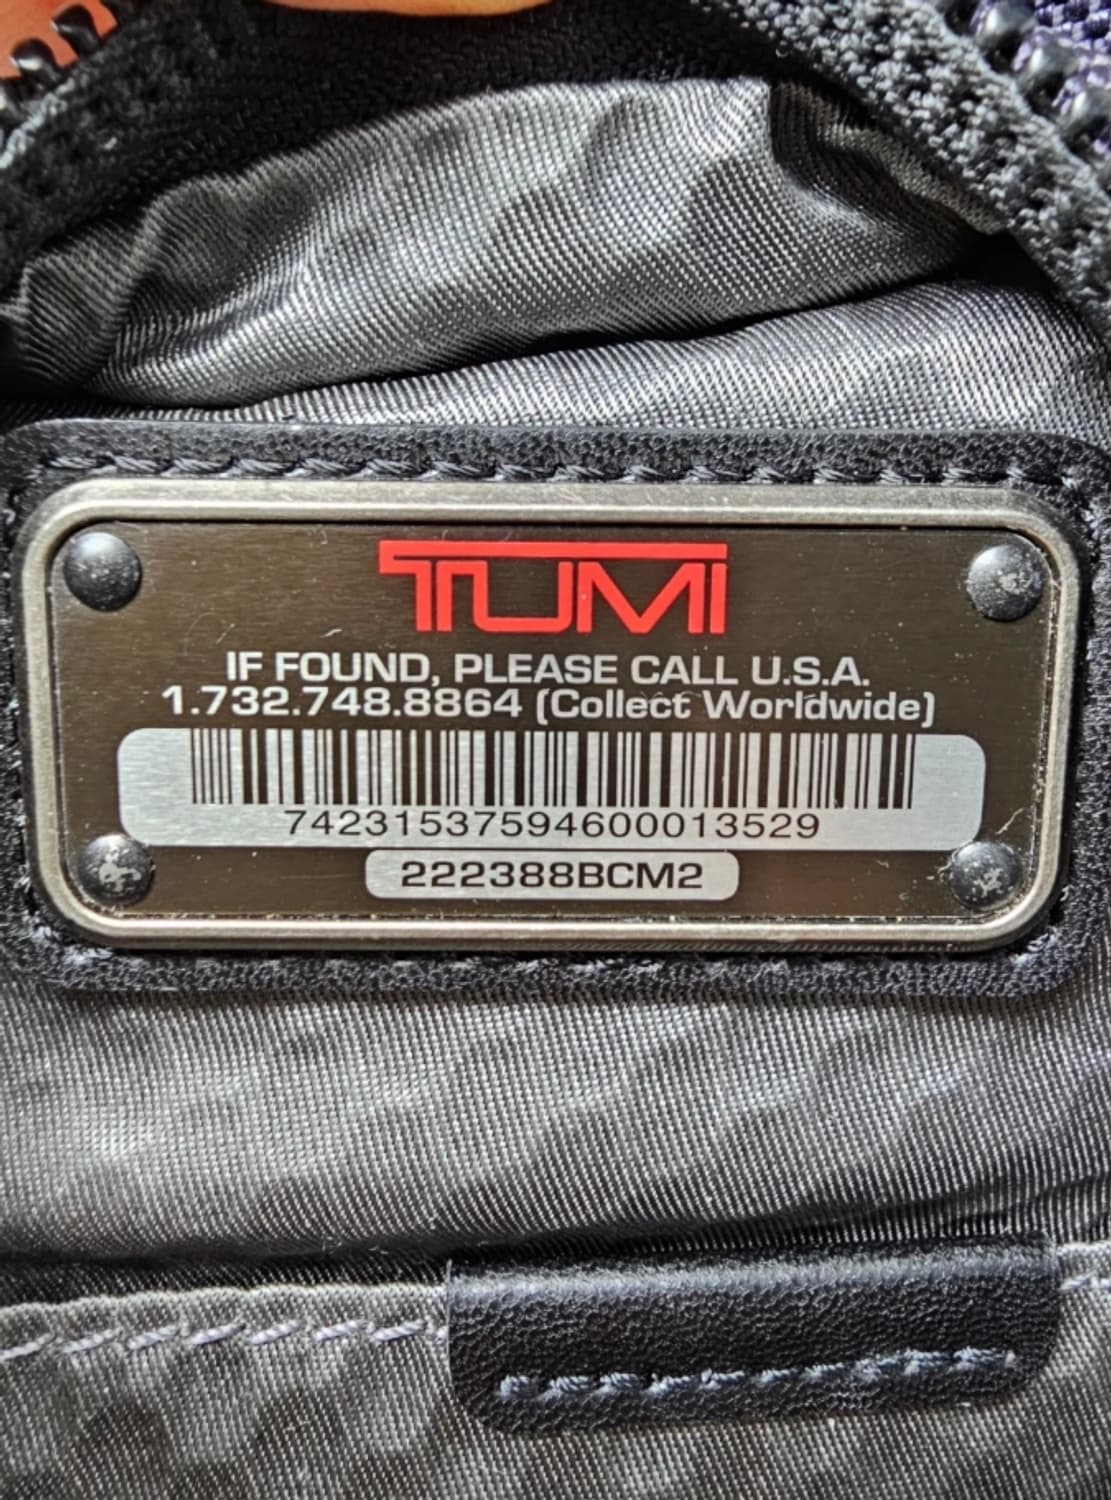 TUMI
IF FOUND, PLEASE CALL U.S.A.
1.732.748.8864 (Collect Worldwide)
74231537594600013529
222388BCM2